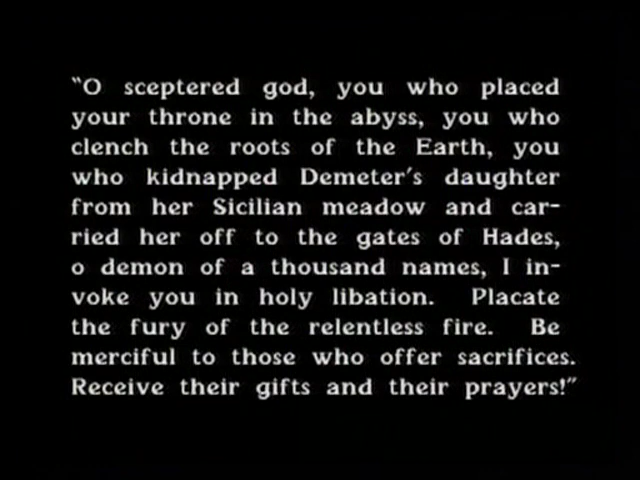 "O sceptered god, you who placed
your throne in the abyss, you who
clench the roots of the Earth, you
who kidnapped Demeter's daughter
from her Sicilian meadow and car-
ried her off to the gates of Hades,
o demon of a thousand names, I in-
voke you in holy libation. Placate
the fury of the relentless fire. Be
merciful to those who offer sacrifices.
Receive their gifts and their prayers!"